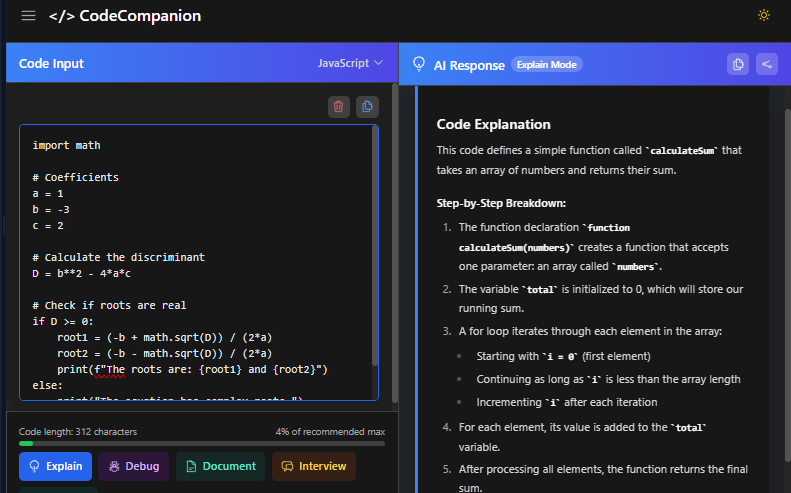 </> CodeCompanion
Code Input
JavaScript
import math
# Coefficients
a = 1
b = -3
c = 2
# Calculate the discriminant
D = b**2 - 4*a*c
# Check if roots are real
if D >= 0:
    root1 = (-b + math.sqrt(D)) / (2*a)
    root2 = (-b - math.sqrt(D)) / (2*a)
    print(f"The roots are: {root1} and {root2}")
else:
    print("The equation has complex roots.")
Code length: 312 characters
4% of recommended max
Explain
Debug
Document
Interview
AI Response
Explain Mode
Code Explanation
This code defines a simple function called `calculateSum` that
takes an array of numbers and returns their sum.
Step-by-Step Breakdown:
1. The function declaration `function
calculateSum(numbers)` creates a function that accepts
one parameter: an array called `numbers`.
2. The variable `total` is initialized to 0, which will store our
running sum.
3. A for loop iterates through each element in the array:
• Starting with `i = 0` (first element)
• Continuing as long as `i` is less than the array length
• Incrementing `i` after each iteration
4. For each element, its value is added to the `total`
variable.
5. After processing all elements, the function returns the final
sum.